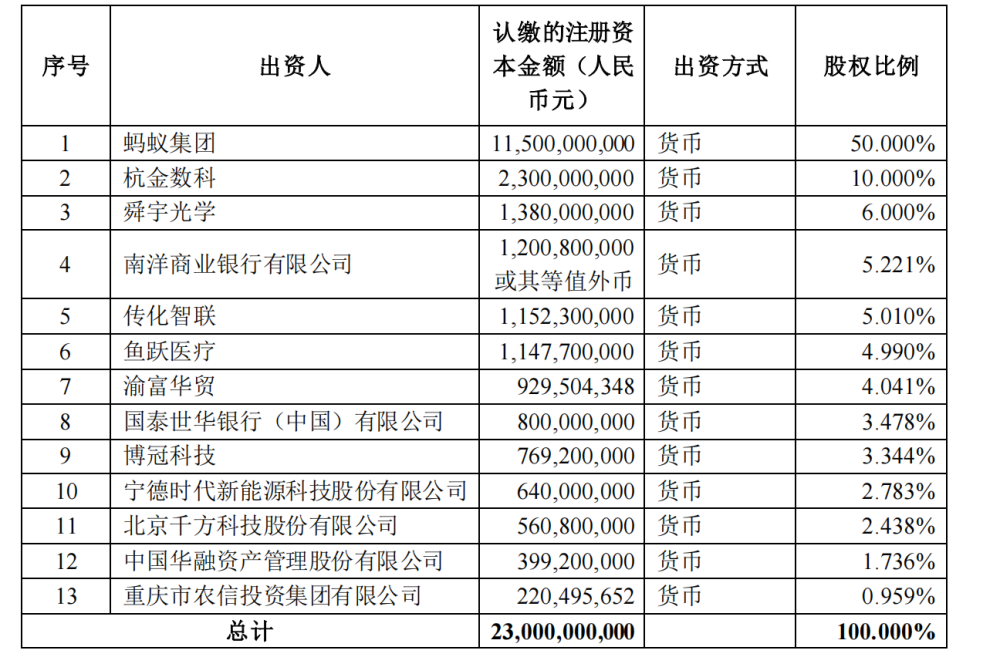 序号 出资人 认缴的注册资本金额（人民币元） 出资方式 股权比例
1 蚂蚁集团 11,500,000,000 货币 50.000%
2 杭金数科 2,300,000,000 货币 10.000%
3 舜宇光学 1,380,000,000 货币 6.000%
4 南洋商业银行有限公司 1,200,800,000 或其等值外币 货币 5.221%
5 传化智联 1,152,300,000 货币 5.010%
6 鱼跃医疗 1,147,700,000 货币 4.990%
7 渝富华贸 929,504,348 货币 4.041%
8 国泰世华银行（中国）有限公司 800,000,000 货币 3.478%
9 博冠科技 769,200,000 货币 3.344%
10 宁德时代新能源科技股份有限公司 640,000,000 货币 2.783%
11 北京千方科技股份有限公司 560,800,000 货币 2.438%
12 中国华融资产管理股份有限公司 399,200,000 货币 1.736%
13 重庆市农信投资集团有限公司 220,495,652 货币 0.959%
总计 23,000,000,000 100.000%